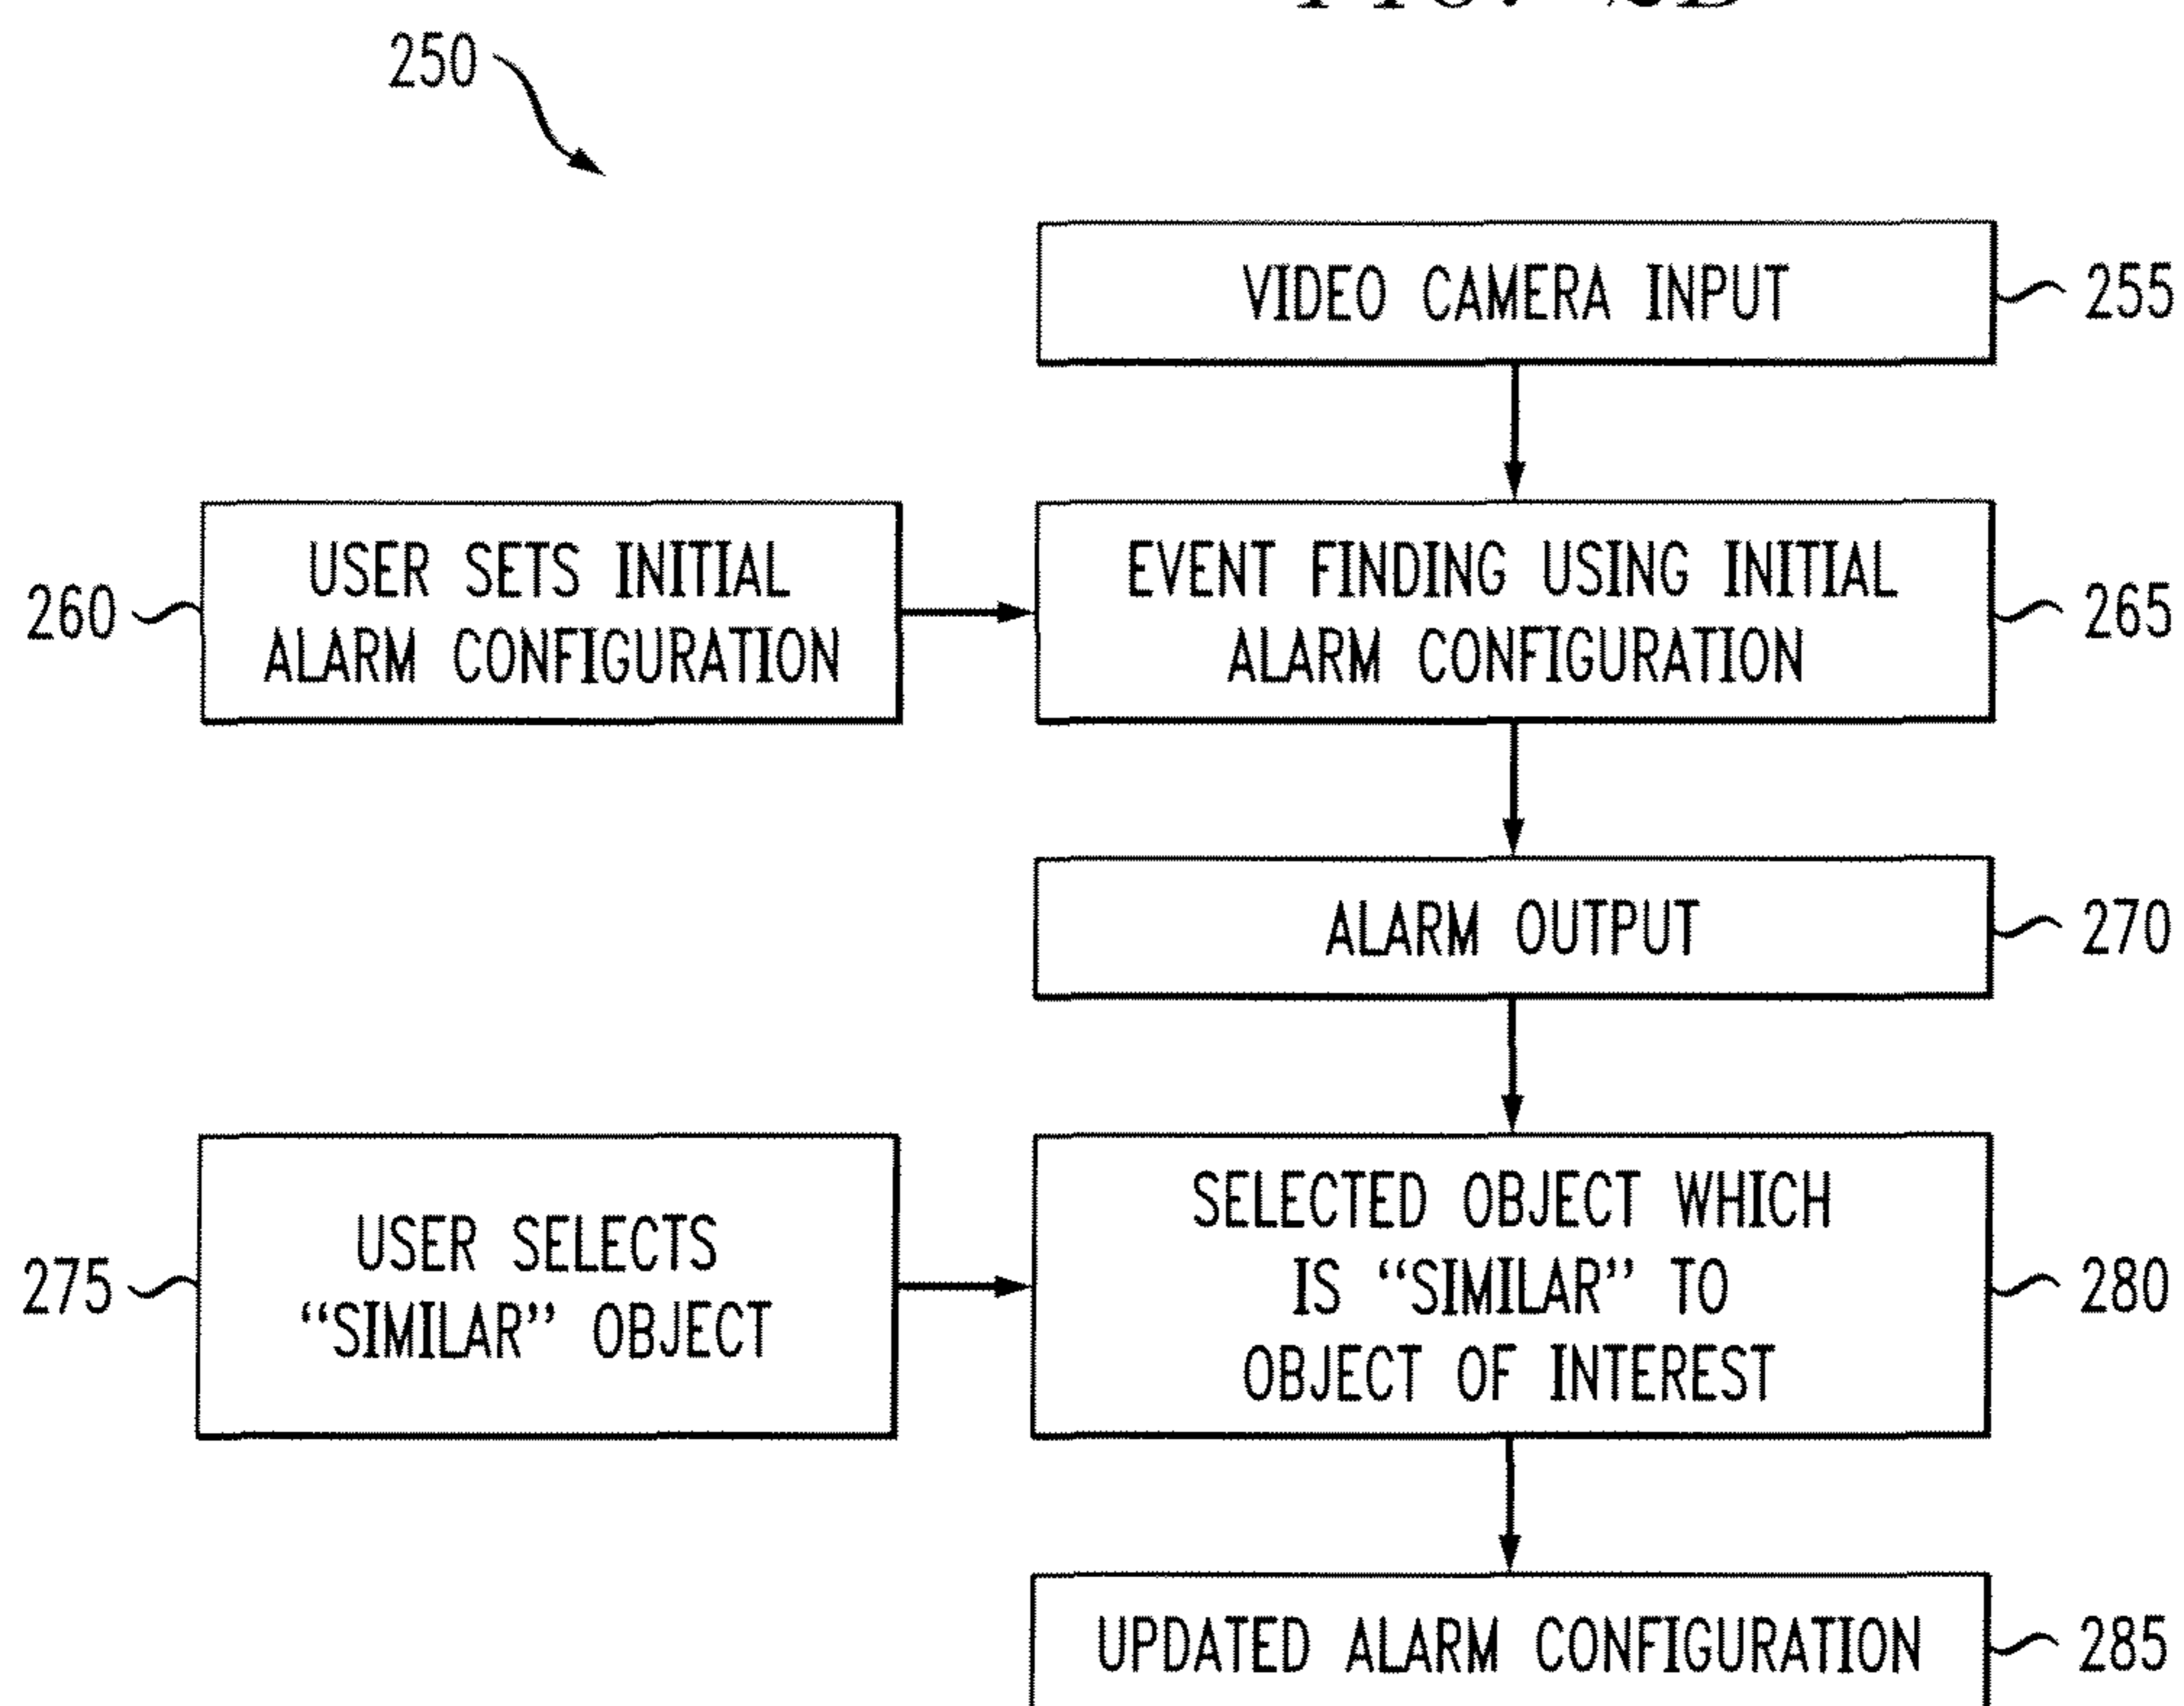 250
VIDEO CAMERA INPUT
255
260
USER SETS INITIAL
ALARM CONFIGURATION
EVENT FINDING USING INITIAL
ALARM CONFIGURATION
265
ALARM OUTPUT
270
275
USER SELECTS
“SIMILAR” OBJECT
SELECTED OBJECT WHICH
IS “SIMILAR” TO
OBJECT OF INTEREST
280
UPDATED ALARM CONFIGURATION
285